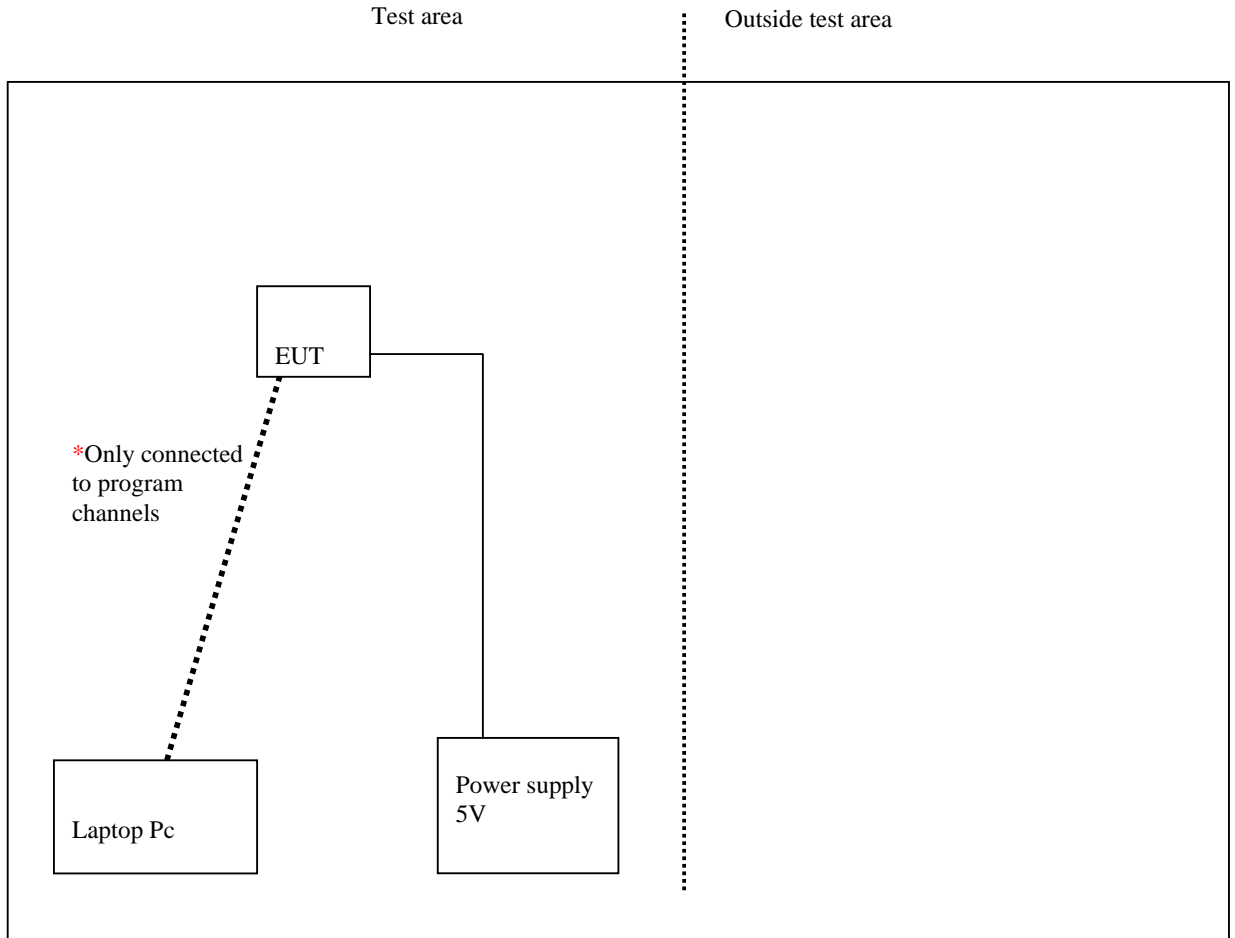 Test area
Outside test area
EUT
*Only connected
to program
channels
Power supply
5V
Laptop Pc